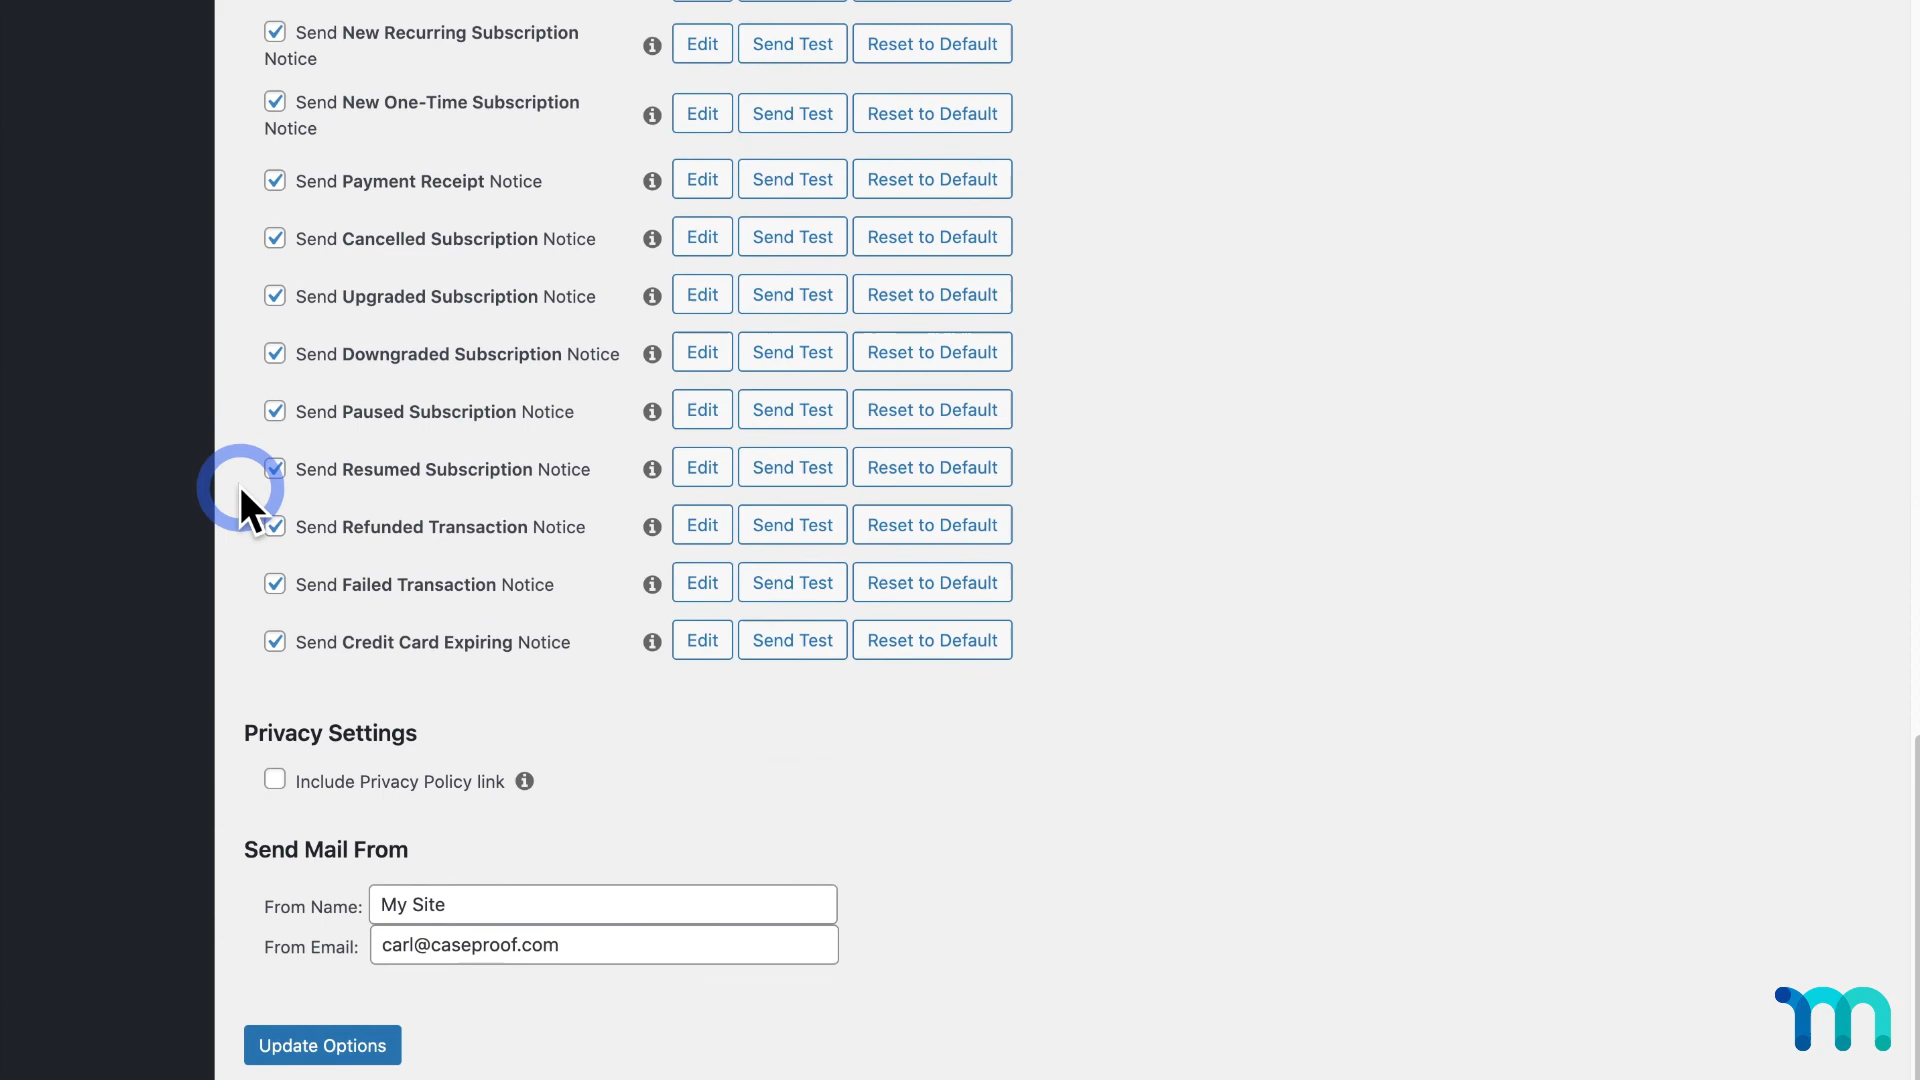 Send New Recurring Subscription
Notice
Edit Send Test Reset to Default
Send New One-Time Subscription
Notice
Edit Send Test Reset to Default
Send Payment Receipt Notice Edit Send Test Reset to Default
Send Cancelled Subscription Notice Edit Send Test Reset to Default
Send Upgraded Subscription Notice Edit Send Test Reset to Default
Send Downgraded Subscription Notice Edit Send Test Reset to Default
Send Paused Subscription Notice Edit Send Test Reset to Default
Send Resumed Subscription Notice Edit Send Test Reset to Default
Send Refunded Transaction Notice Edit Send Test Reset to Default
Send Failed Transaction Notice Edit Send Test Reset to Default
Send Credit Card Expiring Notice Edit Send Test Reset to Default
Privacy Settings
Include Privacy Policy link
Send Mail From
From Name: My Site
From Email: carl@caseproof.com
Update Options
m